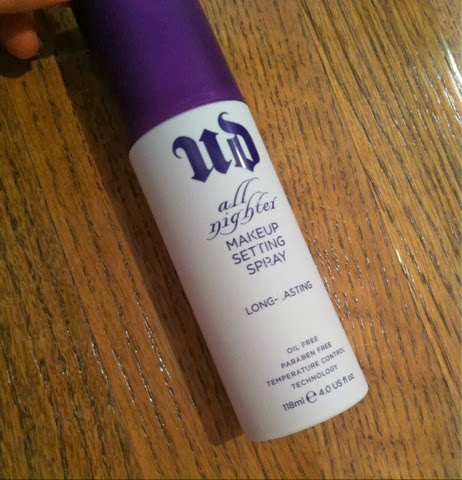 UD
all
nighter
MAKEUP
SETTING
SPRAY
LONG-LASTING
OIL FREE
PARABEN FREE
TEMPERATURE CONTROL
TECHNOLOGY
118ml ℮ 4.0 US fl oz